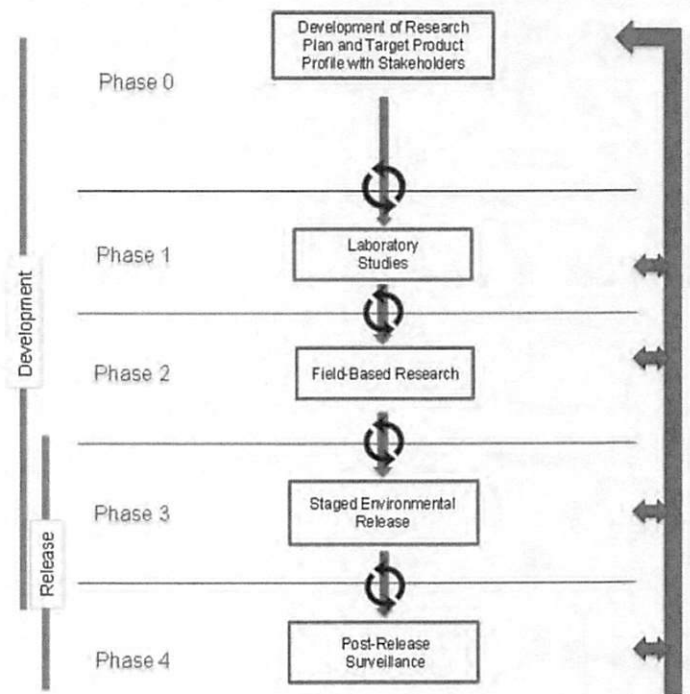 Development of Research
Plan and Target Product
Profile with Stakeholders
Phase 0
Phase 1
Laboratory
Studies
Development
Phase 2
Field-Based Research
Phase 3
Staged Environmental
Release
Release
Phase 4
Post-Release
Surveillance